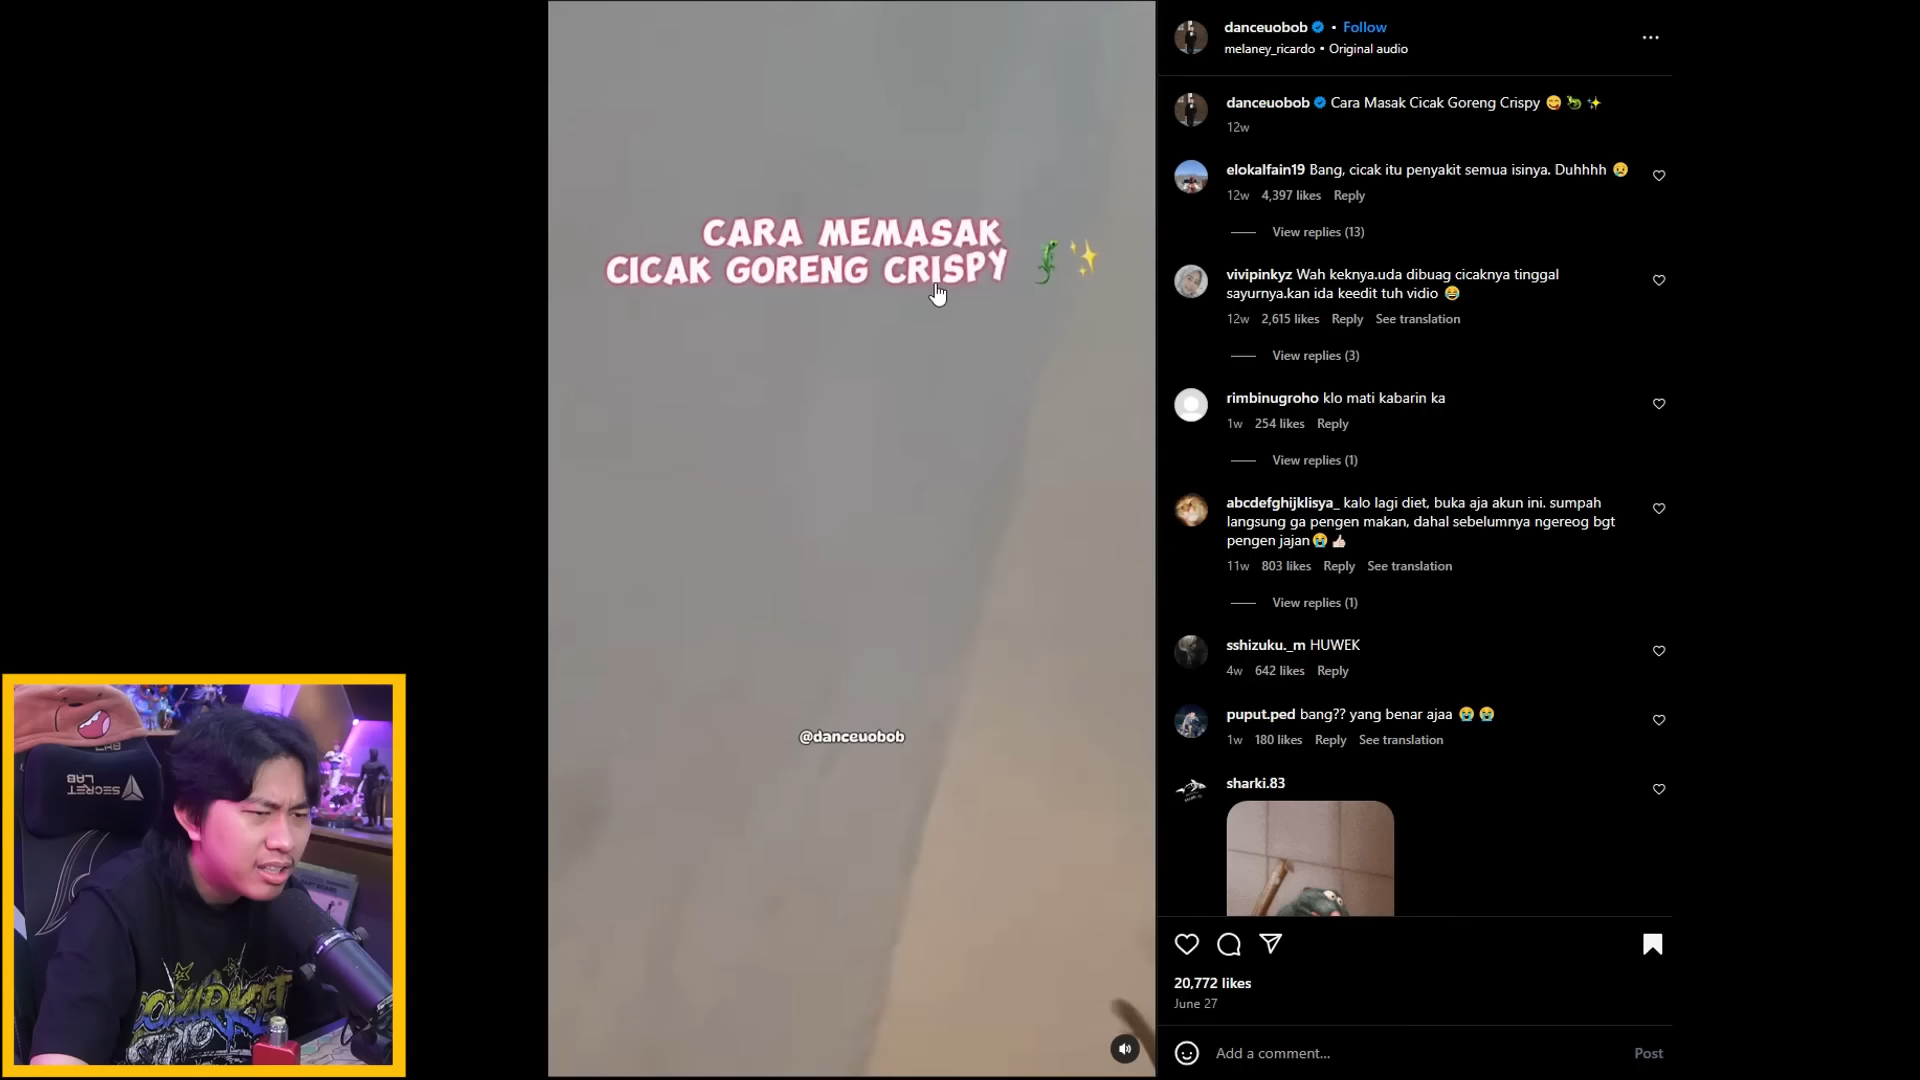 CARA MEMASAK
CICAK GORENG CRISPY
@danceuobob
danceuobob • Follow
melaney_ricardo • Original audio
danceuobob Cara Masak Cicak Goreng Crispy 😋 🦎 ✨
12w
elokalfain19 Bang, cicak itu penyakit semua isinya. Duhhhh 😢
12w 4,397 likes Reply
View replies (13)
vivipinkyz Wah keknya.uda dibuag cicaknya tinggal
sayurnya.kan ida keedit tuh vidio 😂
12w 2,615 likes Reply See translation
View replies (3)
rimbinugroho klo mati kabarin ka
1w 254 likes Reply
View replies (1)
abcdefghijklisya_ kalo lagi diet, buka aja akun ini. sumpah
langsung ga pengen makan, dahal sebelumnya ngereog bgt
pengen jajan😭👍🏻
11w 803 likes Reply See translation
View replies (1)
sshizuku._m HUWEK
4w 642 likes Reply
puput.ped bang?? yang benar ajaa 😭 😭
1w 180 likes Reply See translation
sharki.83
20,772 likes
June 27
Add a comment...
Post
SECRET
LAB